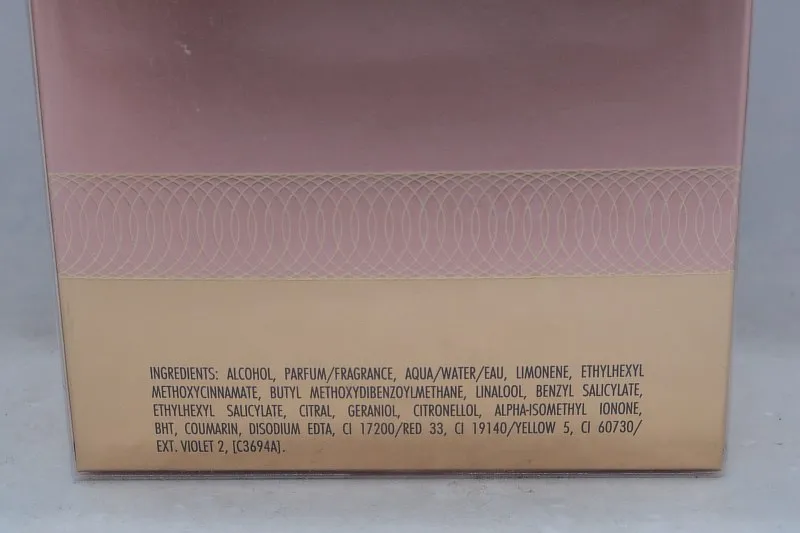 INGREDIENTS: ALCOHOL, PARFUM/FRAGRANCE, AQUA/WATER/EAU, LIMONENE, ETHYLHEXYL
METHOXYCINNAMATE, BUTYL METHOXYDIBENZOYLMETHANE, LINALOOL, BENZYL SALICYLATE,
ETHYLHEXYL SALICYLATE, CITRAL, GERANIOL, CITRONELLOL, ALPHA-ISOMETHYL IONONE,
BHT, COUMARIN, DISODIUM EDTA, CI 17200/RED 33, CI 19140/YELLOW 5, CI 60730/
EXT. VIOLET 2, [C3694A].